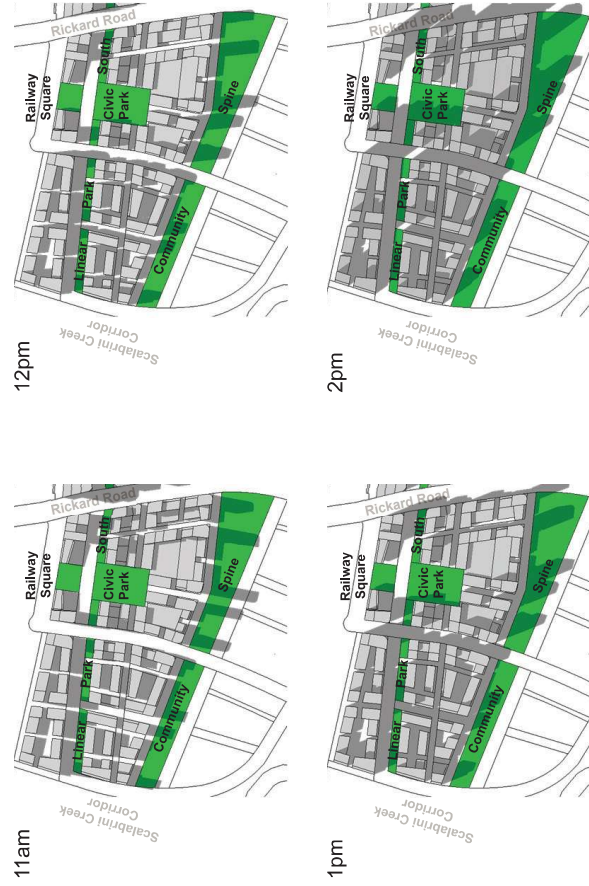 11am
Railway
Square
Rickard Road
South
Civic
Park
Park
Linear
Spine
Community
Scalabrini Creek
Corridor
12pm
Railway
Square
Rickard Road
South
Civic
Park
Park
Linear
Spine
Community
Scalabrini Creek
Corridor
1pm
Railway
Square
Rickard Road
South
Civic
Park
Park
Linear
Spine
Community
Scalabrini Creek
Corridor
2pm
Railway
Square
Rickard Road
South
Civic
Park
Park
Linear
Spine
Community
Scalabrini Creek
Corridor